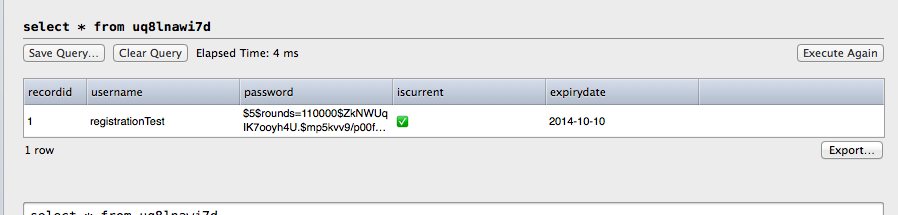 select * from uq8lnawi7d
Save Query... Clear Query Elapsed Time: 4 ms Execute Again
recordid username password iscurrent expirydate
1 registrationTest $5$rounds=110000$ZkNWUq 2014-10-10
IK7ooyh4U.$mp5kvv9/p00f...
1 row Export...
select * from uq8lnawi7d